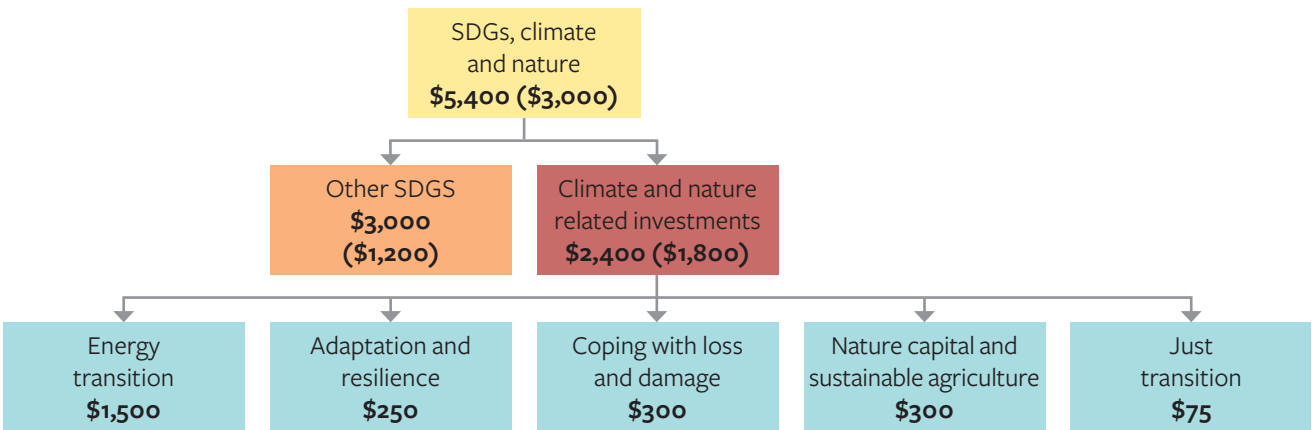 SDGs, climate
and nature
$5,400 ($3,000)
Other SDGS
$3,000
($1,200)
Climate and nature
related investments
$2,400 ($1,800)
Energy
transition
$1,500
Adaptation and
resilience
$250
Coping with loss
and damage
$300
Nature capital and
sustainable agriculture
$300
Just
transition
$75